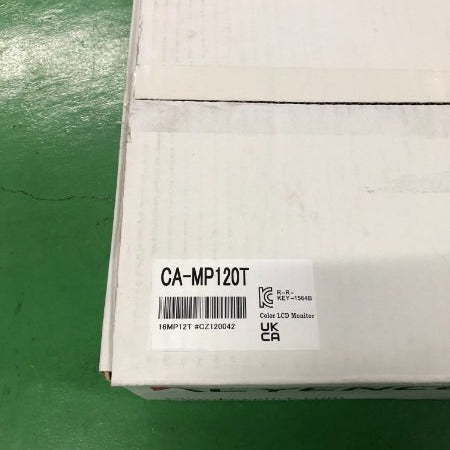 CA-MP120T
R-R-
KEY-1564B
Color LCD Monitor
16MP12T #CZ120042
UK
CA